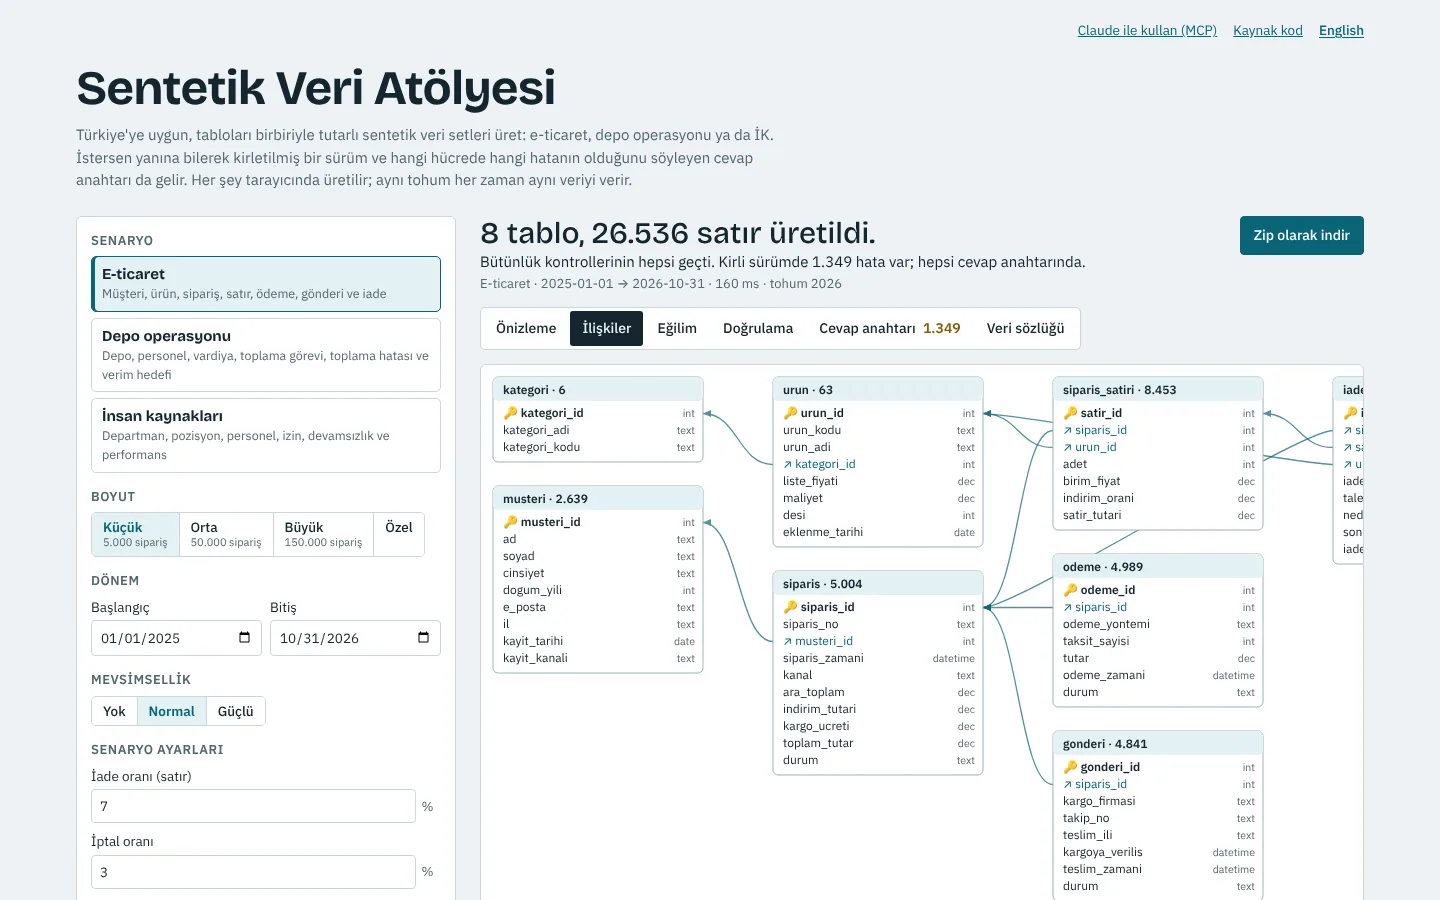 Claude ile kullan (MCP) Kaynak kod English
Sentetik Veri Atölyesi
Türkiye'ye uygun, tabloları birbiriyle tutarlı sentetik veri setleri üret: e-ticaret, depo operasyonu ya da İK.
İstersen yanına bilerek kirletilmiş bir sürüm ve hangi hücrede hangi hatanın olduğunu söyleyen cevap
anahtarı da gelir. Her şey tarayıcında üretilir; aynı tohum her zaman aynı veriyi verir.
SENARYO
E-ticaret
Müşteri, ürün, sipariş, satır, ödeme, gönderi ve iade
Depo operasyonu
Depo, personel, vardiya, toplama görevi, toplama hatası ve
verim hedefi
İnsan kaynakları
Departman, pozisyon, personel, izin, devamsızlık ve
performans
BOYUT
Küçük
5.000 sipariş
Orta
50.000 sipariş
Büyük
150.000 sipariş
Özel
DÖNEM
Başlangıç
01/01/2025
Bitiş
10/31/2026
MEVSİMSELLİK
Yok Normal Güçlü
SENARYO AYARLARI
İade oranı (satır)
7 %
İptal oranı
3 %
8 tablo, 26.536 satır üretildi.
Bütünlük kontrollerinin hepsi geçti. Kirli sürümde 1.349 hata var; hepsi cevap anahtarında.
E-ticaret · 2025-01-01 → 2026-10-31 · 160 ms · tohum 2026
Zip olarak indir
Önizleme İlişkiler Eğilim Doğrulama Cevap anahtarı 1.349 Veri sözlüğü
kategori · 6
🔑 kategori_id int
kategori_adi text
kategori_kodu text
musteri · 2.639
🔑 musteri_id int
ad text
soyad text
cinsiyet text
dogum_yili int
e_posta text
il text
kayit_tarihi date
kayit_kanali text
urun · 63
🔑 urun_id int
urun_kodu text
urun_adi text
↗ kategori_id int
liste_fiyati dec
maliyet dec
desi int
eklenme_tarihi date
siparis · 5.004
🔑 siparis_id int
siparis_no text
↗ musteri_id int
siparis_zamani datetime
kanal text
ara_toplam dec
indirim_tutari dec
kargo_ucreti dec
toplam_tutar dec
durum text
siparis_satiri · 8.453
🔑 satir_id int
↗ siparis_id int
↗ urun_id int
adet int
birim_fiyat dec
indirim_orani dec
satir_tutari dec
odeme · 4.989
🔑 odeme_id int
↗ siparis_id int
odeme_yontemi text
taksit_sayisi int
tutar dec
odeme_zamani datetime
durum text
gonderi · 4.841
🔑 gonderi_id int
↗ siparis_id int
kargo_firmasi text
takip_no text
teslim_ili text
kargoya_verilis datetime
teslim_zamani datetime
durum text
iade
🔑 i
↗ si
↗ sa
↗ u
iade
tale
ned
son
iade